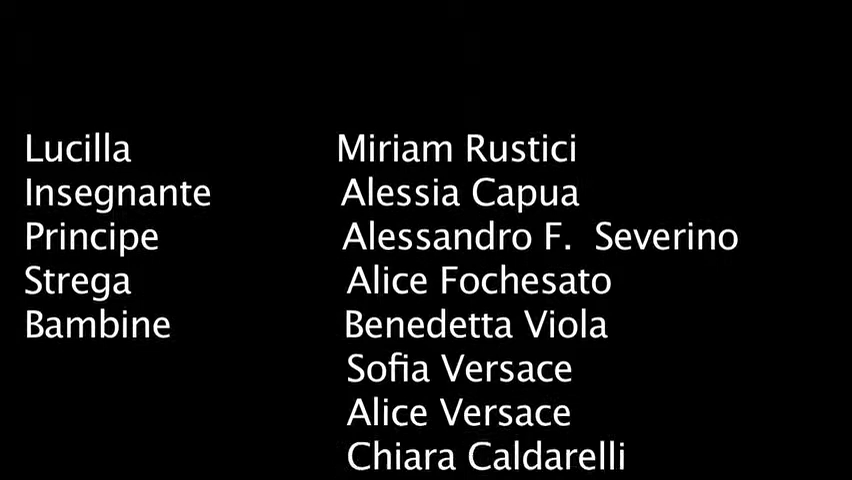 Lucilla Miriam Rustici
Insegnante Alessia Capua
Principe Alessandro F. Severino
Strega Alice Fochesato
Bambine Benedetta Viola
Sofia Versace
Alice Versace
Chiara Caldarelli